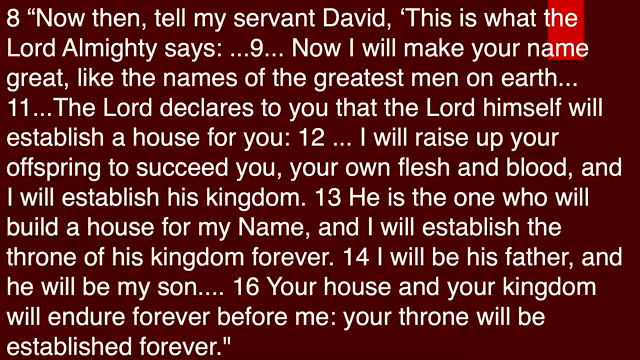 8 “Now then, tell my servant David, ‘This is what the
Lord Almighty says: ...9... Now I will make your name
great, like the names of the greatest men on earth...
11...The Lord declares to you that the Lord himself will
establish a house for you: 12 ... I will raise up your
offspring to succeed you, your own flesh and blood, and
I will establish his kingdom. 13 He is the one who will
build a house for my Name, and I will establish the
throne of his kingdom forever. 14 I will be his father, and
he will be my son.... 16 Your house and your kingdom
will endure forever before me: your throne will be
established forever."